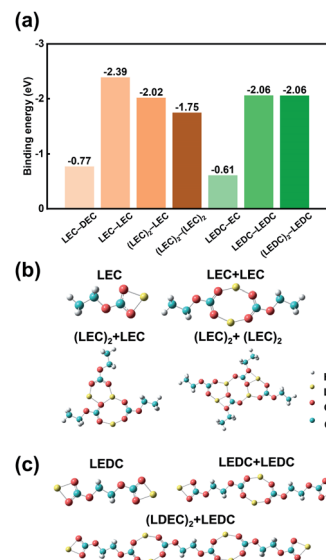 (a)
Binding energy (eV)
-3
-2
-1
0
-0.77
-2.39
-2.02
-1.75
-0.61
-2.06
-2.06
LEC–DEC
LEC–LEC
(LEC)2–LEC
(LEC)2–(LEC)2
LEDC–EC
LEDC–LEDC
(LEDC)2–LEDC
(b)
LEC
LEC+LEC
(LEC)2+LEC
(LEC)2+ (LEC)2
(c)
LEDC
LEDC+LEDC
(LDEC)2+LEDC